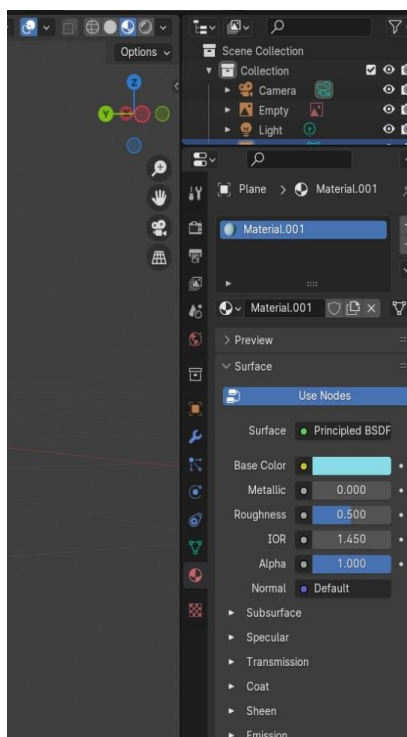 Options
Z
Y
Scene Collection
Collection
Camera
Empty
Light
Plane > Material.001
Material.001
Material.001
Preview
Surface
Use Nodes
Surface Principled BSDF
Base Color
Metallic 0.000
Roughness 0.500
IOR 1.450
Alpha 1.000
Normal Default
Subsurface
Specular
Transmission
Coat
Sheen
Emission